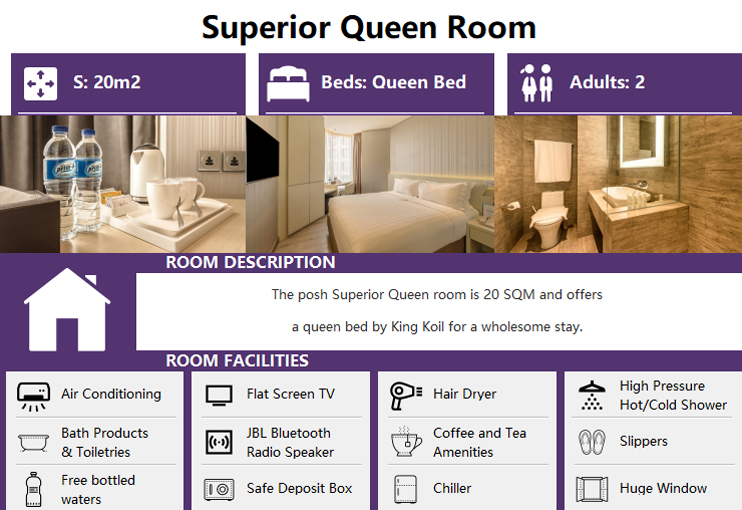 Superior Queen Room
S: 20m2
Beds: Queen Bed
Adults: 2
ROOM DESCRIPTION
The posh Superior Queen room is 20 SQM and offers
a queen bed by King Koil for a wholesome stay.
ROOM FACILITIES
Air Conditioning
Flat Screen TV
Hair Dryer
High Pressure
Hot/Cold Shower
Bath Products
& Toiletries
JBL Bluetooth
Radio Speaker
Coffee and Tea
Amenities
Slippers
Free bottled
waters
Safe Deposit Box
Chiller
Huge Window